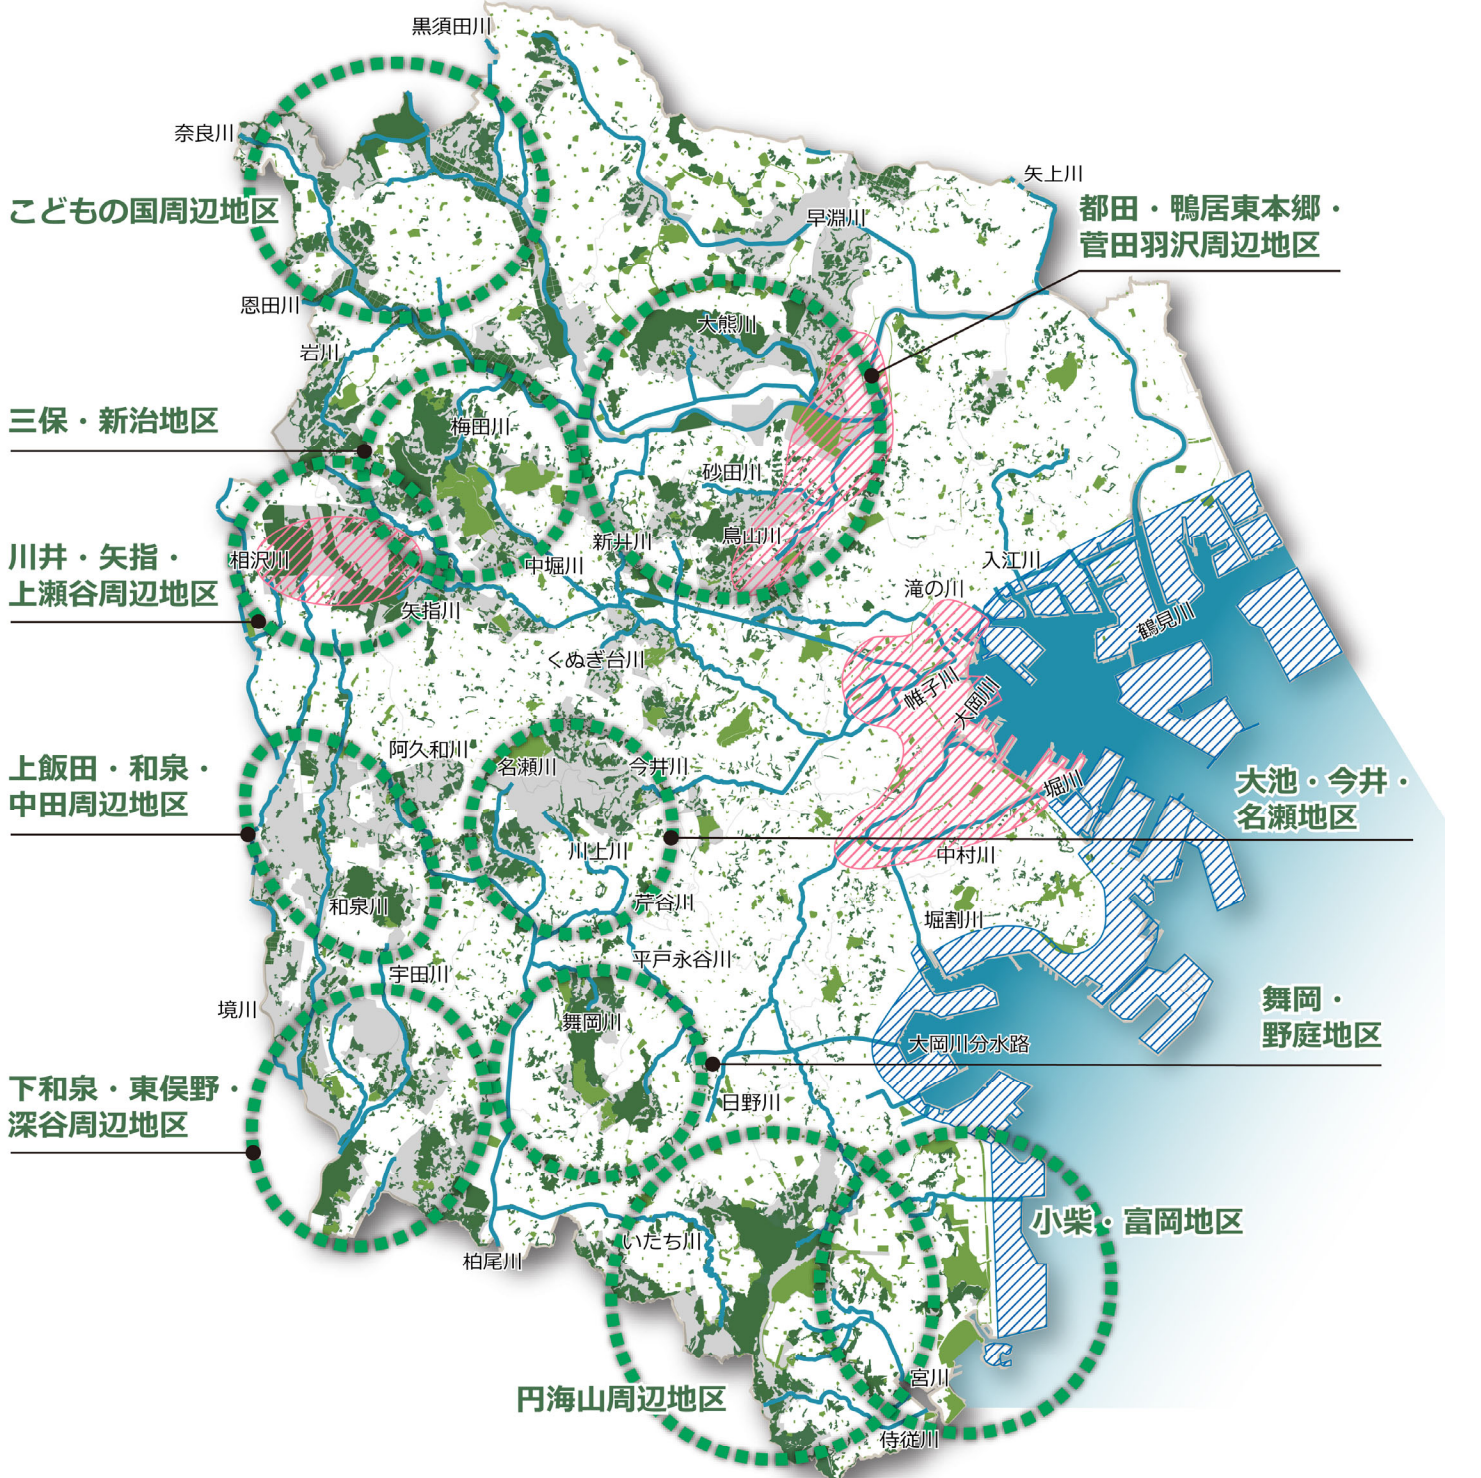 黒須田川
奈良川
矢上川
こどもの国周辺地区
早淵川
都田・鴨居東本郷・
菅田羽沢周辺地区
恩田川
大熊川
岩川
三保・新治地区
梅田川
砂田川
鳥山川
新井川
川井・矢指・
上瀬谷周辺地区
相沢川
中堀川
入江川
滝の川
矢指川
鶴見川
くぬぎ台川
帷子川
大岡川
阿久和川
名瀬川
今井川
上飯田・和泉・
中田周辺地区
堀川
大池・今井・
名瀬地区
川上川
中村川
和泉川
芹谷川
堀割川
平戸永谷川
宇田川
境川
舞岡川
舞岡・
野庭地区
大岡川分水路
下和泉・東俣野・
深谷周辺地区
日野川
小柴・富岡地区
いたち川
柏尾川
円海山周辺地区
宮川
侍従川